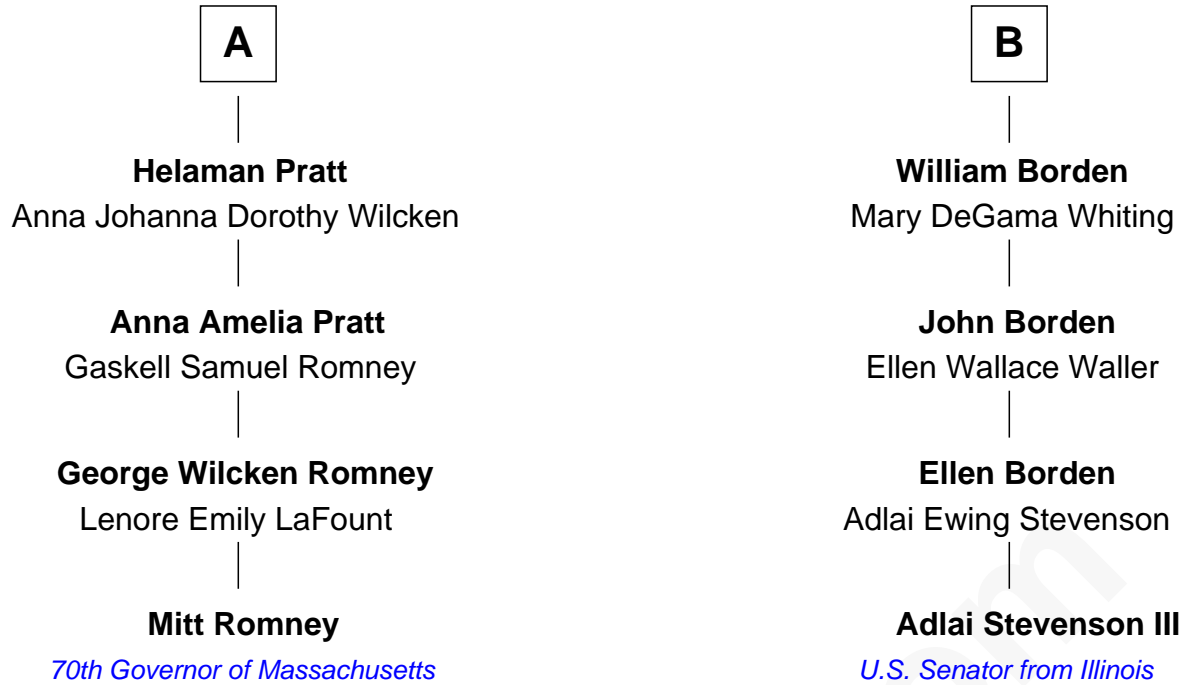 A
Helaman Pratt
Anna Johanna Dorothy Wilcken
Anna Amelia Pratt
Gaskell Samuel Romney
George Wilcken Romney
Lenore Emily LaFount
Mitt Romney
70th Governor of Massachusetts
B
William Borden
Mary DeGama Whiting
John Borden
Ellen Wallace Waller
Ellen Borden
Adlai Ewing Stevenson
Adlai Stevenson III
U.S. Senator from Illinois